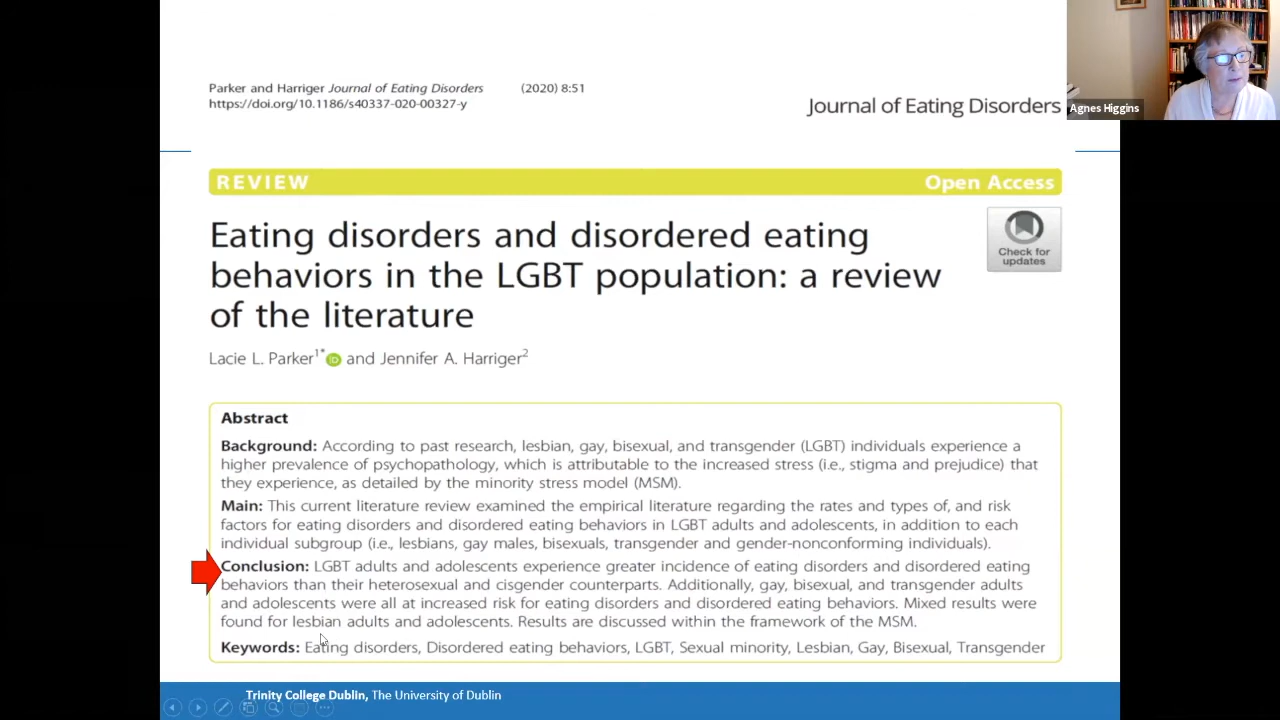 Parker and Harriger Journal of Eating Disorders (2020) 8:51
https://doi.org/10.1186/s40337-020-00327-y
Journal of Eating Disorders
Agnes Higgins
REVIEW Open Access
Eating disorders and disordered eating
behaviors in the LGBT population: a review
of the literature
Check for
updates
Lacie L. Parker1* iD and Jennifer A. Harriger2
Abstract
Background: According to past research, lesbian, gay, bisexual, and transgender (LGBT) individuals experience a
higher prevalence of psychopathology, which is attributable to the increased stress (i.e., stigma and prejudice) that
they experience, as detailed by the minority stress model (MSM).
Main: This current literature review examined the empirical literature regarding the rates and types of, and risk
factors for eating disorders and disordered eating behaviors in LGBT adults and adolescents, in addition to each
individual subgroup (i.e., lesbians, gay males, bisexuals, transgender and gender-nonconforming individuals).
Conclusion: LGBT adults and adolescents experience greater incidence of eating disorders and disordered eating
behaviors than their heterosexual and cisgender counterparts. Additionally, gay, bisexual, and transgender adults
and adolescents were all at increased risk for eating disorders and disordered eating behaviors. Mixed results were
found for lesbian adults and adolescents. Results are discussed within the framework of the MSM.
Keywords: Eating disorders, Disordered eating behaviors, LGBT, Sexual minority, Lesbian, Gay, Bisexual, Transgender
Trinity College Dublin, The University of Dublin